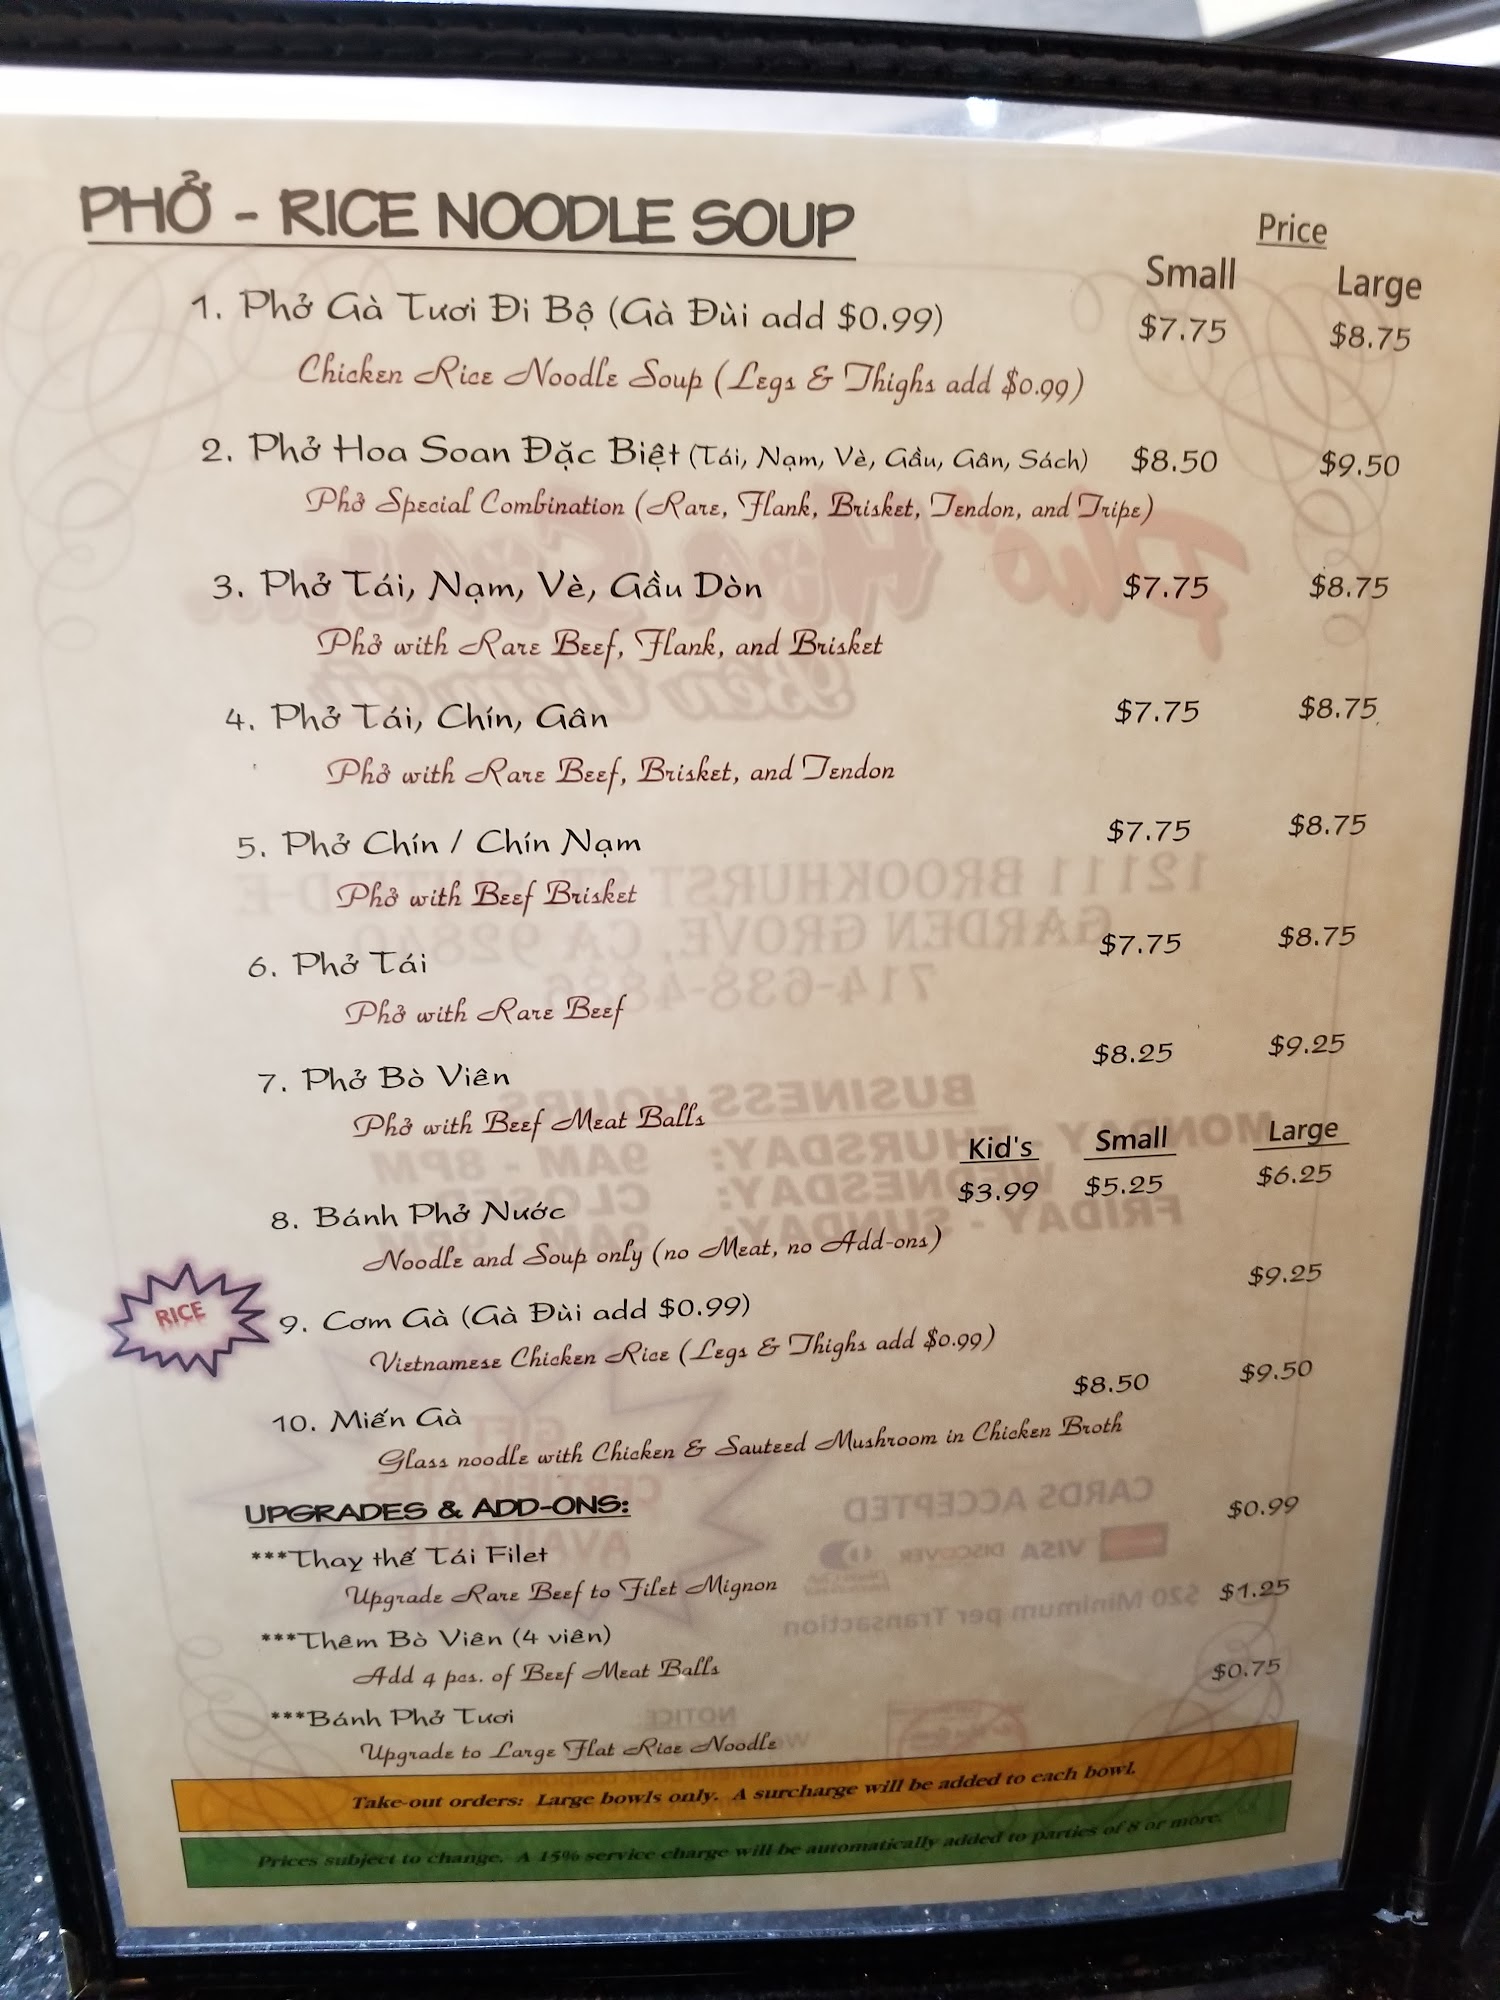 PHỞ - RICE NOODLE SOUP
Price
Small Large
1. Phở Gà Tươi Đi Bộ (Gà Đùi add $0.99) $7.75 $8.75
Chicken Rice Noodle Soup (Legs & Thighs add $0.99)
2. Phở Hoa Soan Đặc Biệt (Tái, Nạm, Vè, Gầu, Gân, Sách) $8.50 $9.50
Phở Special Combination (Rare, Flank, Brisket, Tendon, and Tripe)
3. Phở Tái, Nạm, Vè, Gầu Dòn $7.75 $8.75
Phở with Rare Beef, Flank, and Brisket
4. Phở Tái, Chín, Gân $7.75 $8.75
Phở with Rare Beef, Brisket, and Tendon
5. Phở Chín / Chín Nạm $7.75 $8.75
Phở with Beef Brisket
6. Phở Tái $7.75 $8.75
Phở with Rare Beef
7. Phở Bò Viên $8.25 $9.25
Phở with Beef Meat Balls
Kid's Small Large
8. Bánh Phở Nước $3.99 $5.25 $6.25
Noodle and Soup only (no Meat, no Add-ons)
RICE
9. Cơm Gà (Gà Đùi add $0.99) $9.25
Vietnamese Chicken Rice (Legs & Thighs add $0.99)
10. Miến Gà $8.50 $9.50
Glass noodle with Chicken & Sauteed Mushroom in Chicken Broth
UPGRADES & ADD-ONS:
***Thay thế Tái Filet $0.99
Upgrade Rare Beef to Filet Mignon
***Thêm Bò Viên (4 viên) $1.25
Add 4 pcs. of Beef Meat Balls
***Bánh Phở Tươi $0.75
Upgrade to Large Flat Rice Noodle
Take-out orders: Large bowls only. A surcharge will be added to each bowl.
Prices subject to change. A 15% service charge will be automatically added to parties of 8 or more.